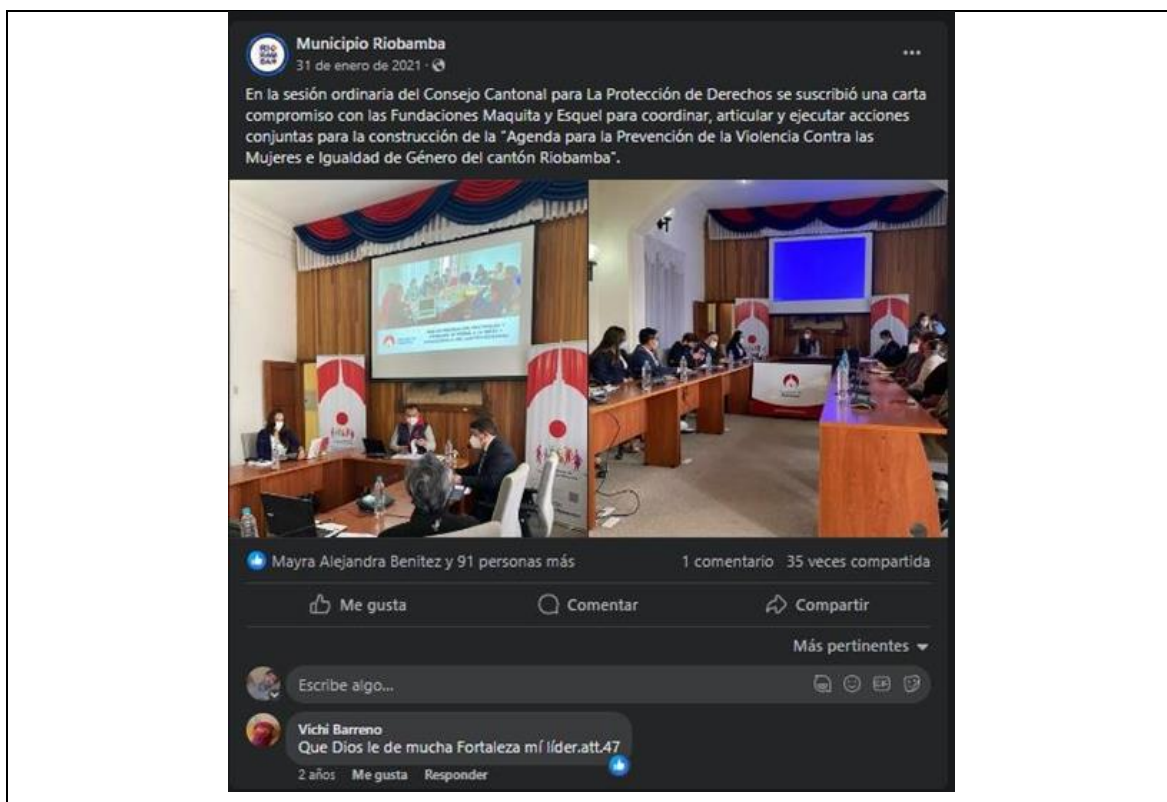 Municipio Riobamba
31 de enero de 2021 ·
En la sesión ordinaria del Consejo Cantonal para La Protección de Derechos se suscribió una carta
compromiso con las Fundaciones Maquita y Esquel para coordinar, articular y ejecutar acciones
conjuntas para la construcción de la "Agenda para la Prevención de la Violencia Contra las
Mujeres e Igualdad de Género del cantón Riobamba".
Mayra Alejandra Benitez y 91 personas más
1 comentario 35 veces compartida
Me gusta
Comentar
Compartir
Más pertinentes
Escribe algo...
GIF
Vichi Barreno
Que Dios le de mucha Fortaleza mí líder.att.47
2 años Me gusta Responder